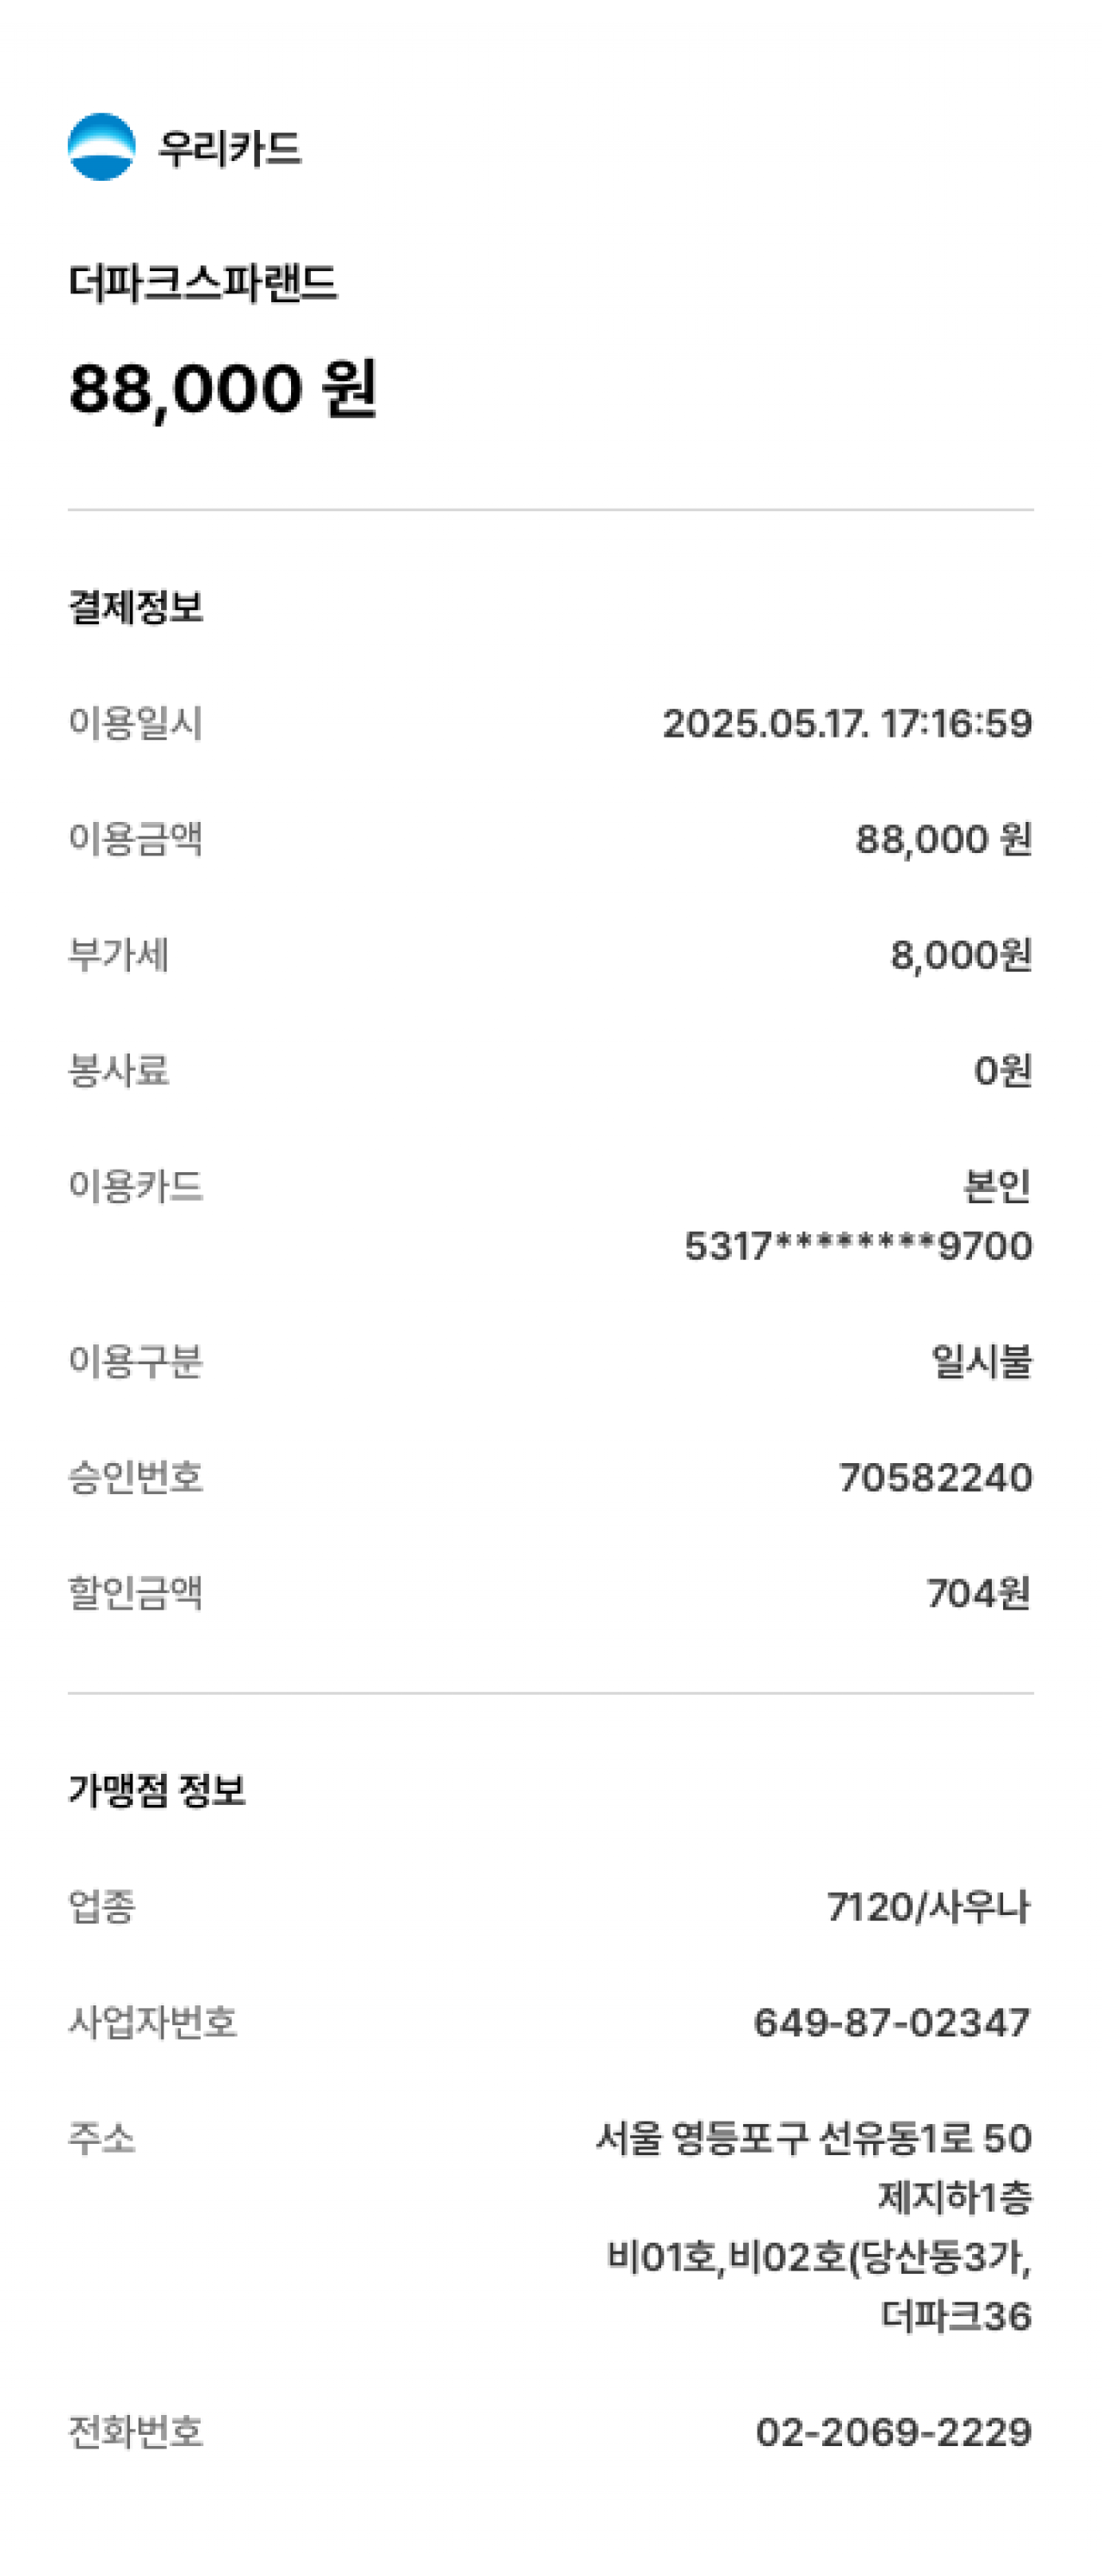 우리카드
더파크스파랜드
88,000 원
결제정보
이용일시 2025.05.17. 17:16:59
이용금액 88,000 원
부가세 8,000원
봉사료 0원
이용카드 본인
5317********9700
이용구분 일시불
승인번호 70582240
할인금액 704원
가맹점 정보
업종 7120/사우나
사업자번호 649-87-02347
주소 서울 영등포구 선유동1로 50
제지하1층
비01호,비02호(당산동3가,
더파크36
전화번호 02-2069-2229